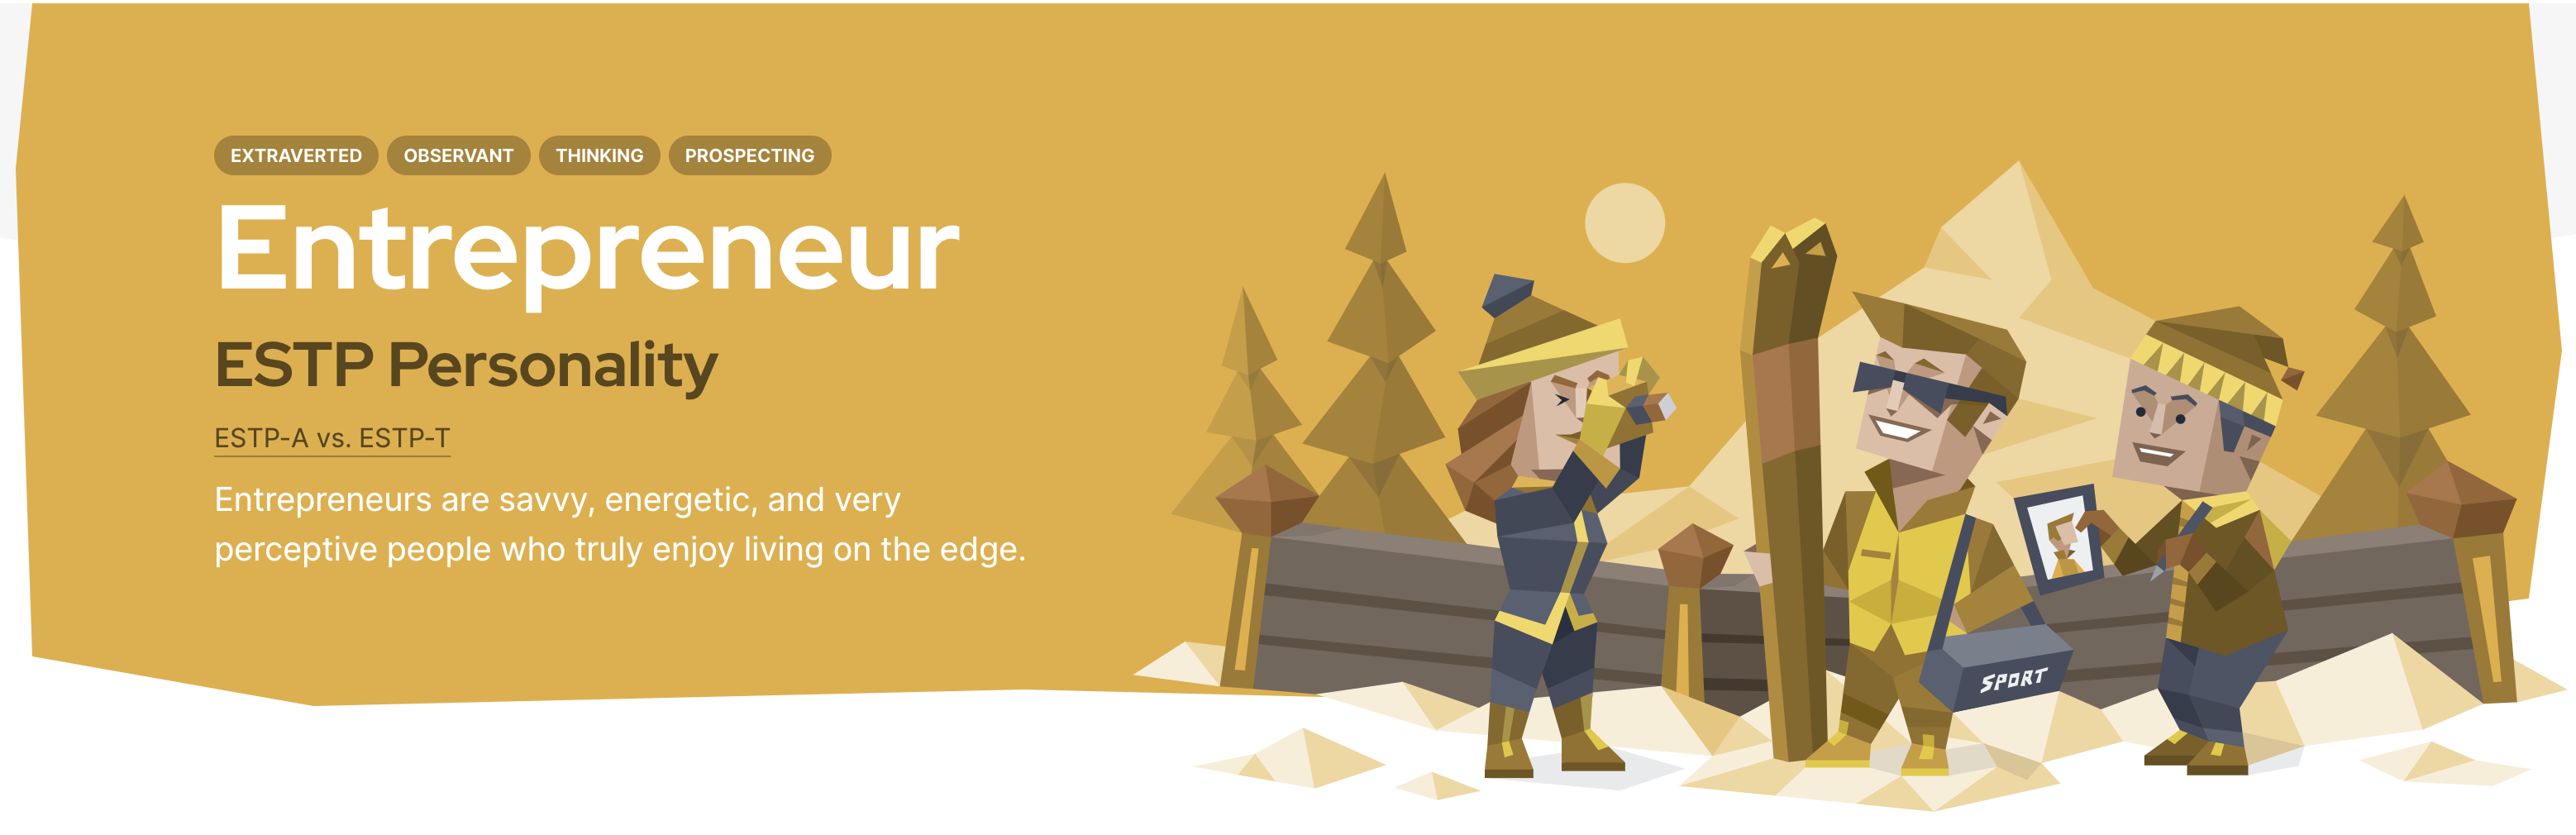 EXTRAVERTED OBSERVANT THINKING PROSPECTING
Entrepreneur
ESTP Personality
ESTP-A vs. ESTP-T
Entrepreneurs are savvy, energetic, and very
perceptive people who truly enjoy living on the edge.
SPORT